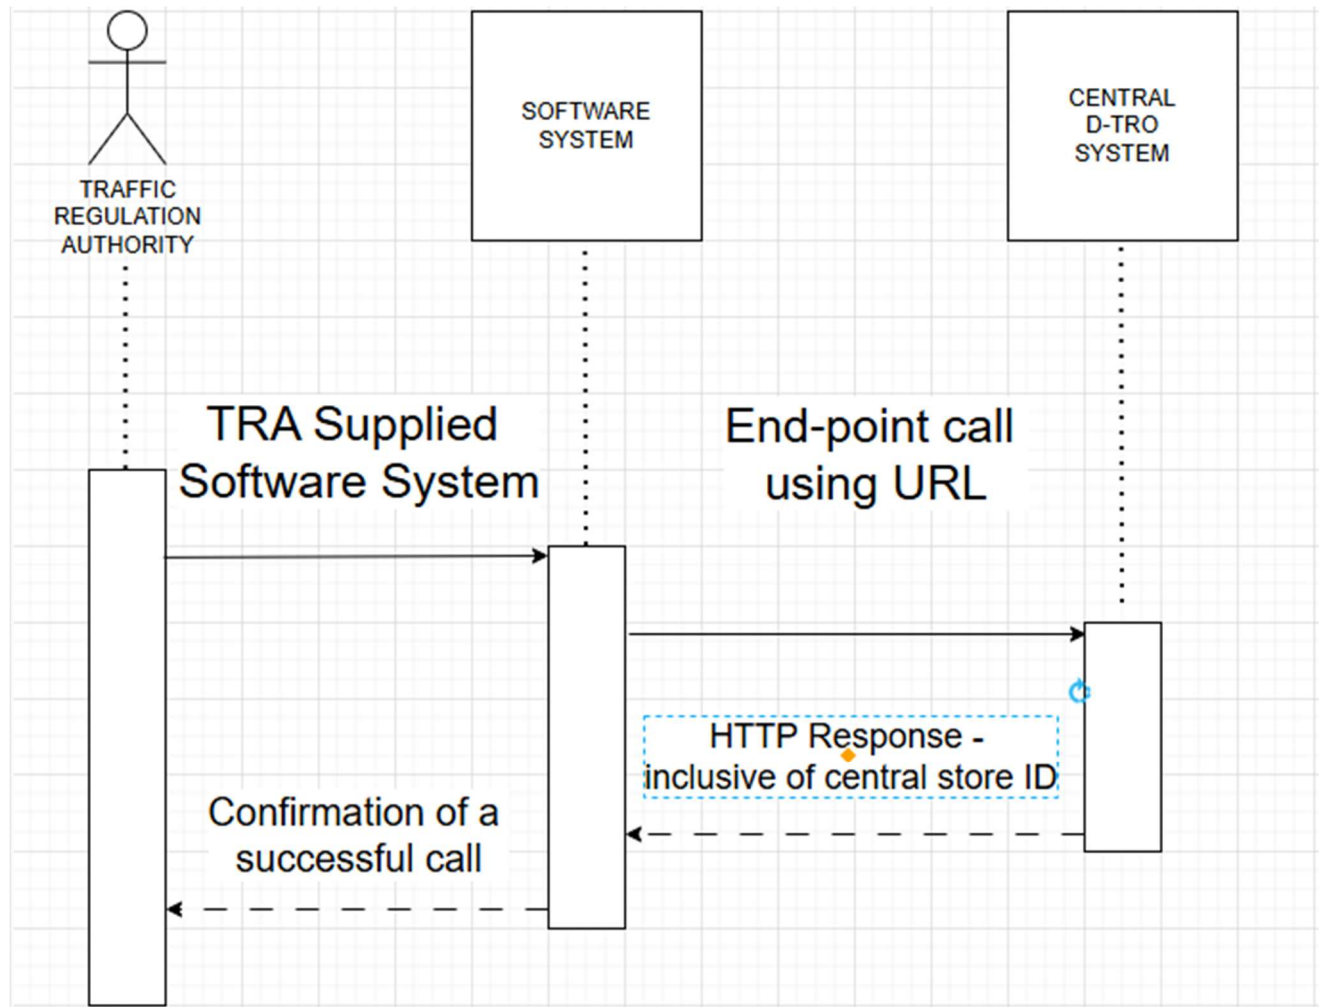 TRAFFIC
REGULATION
AUTHORITY
SOFTWARE
SYSTEM
CENTRAL
D-TRO
SYSTEM
TRA Supplied
Software System
End-point call
using URL
HTTP Response -
inclusive of central store ID
Confirmation of a
successful call